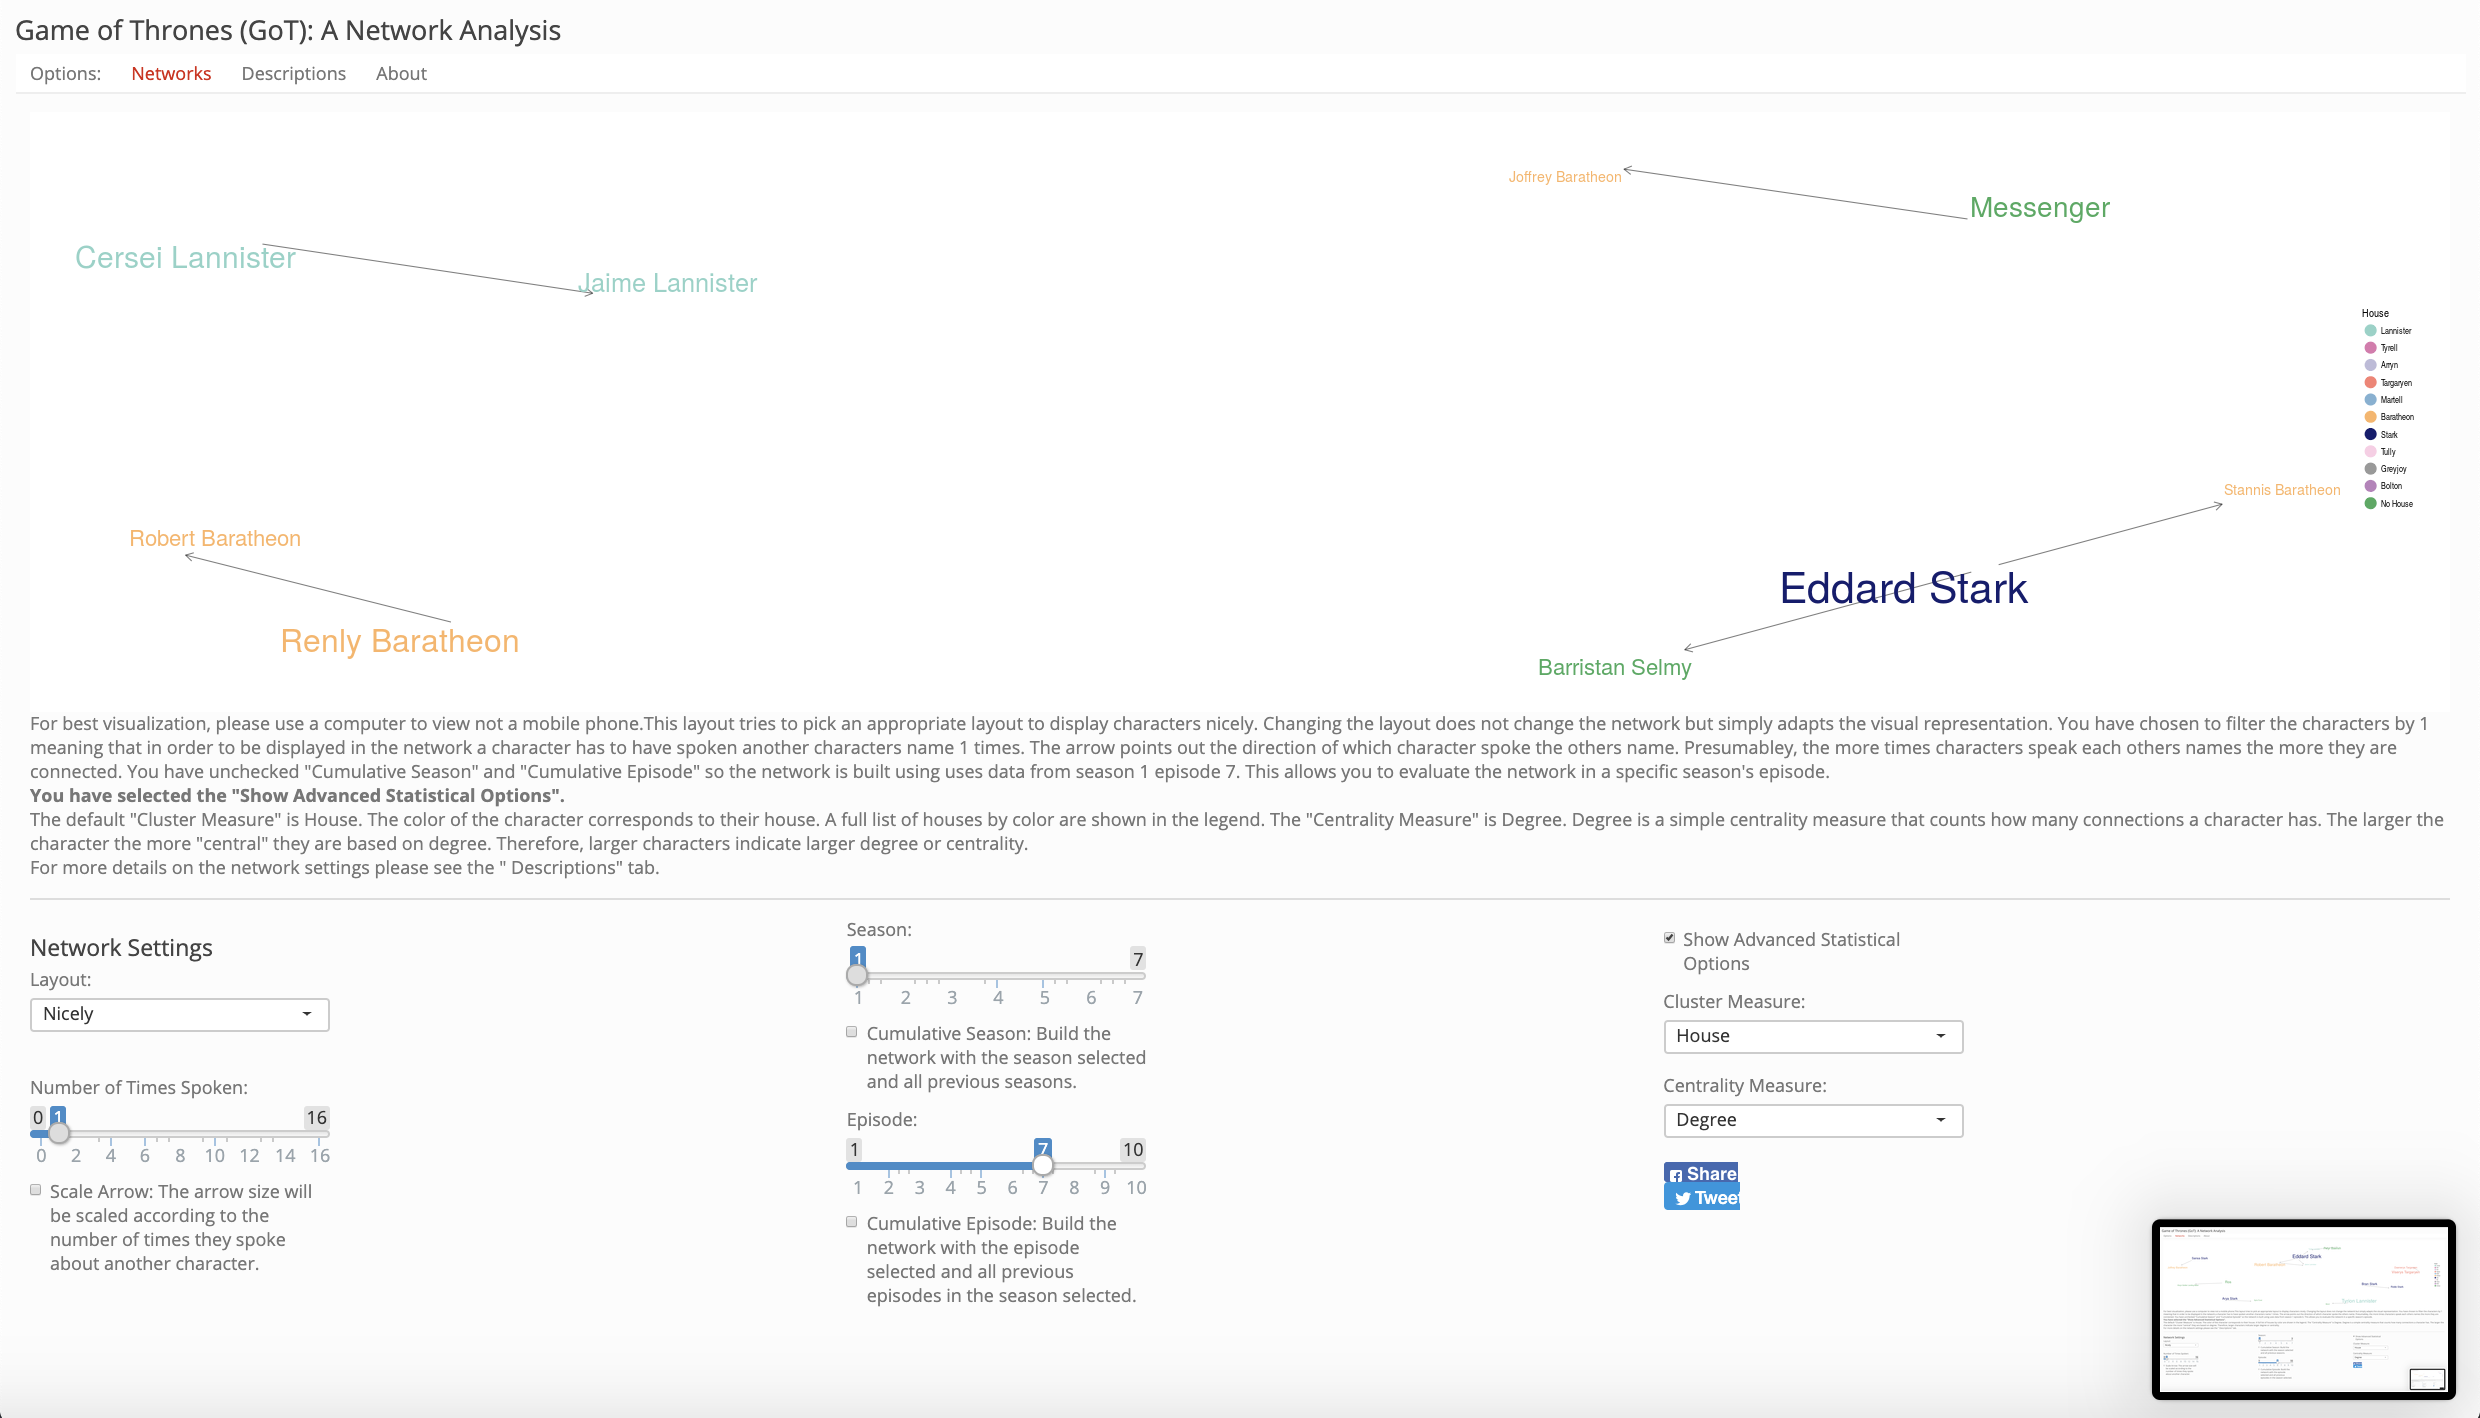 Game of Thrones (GoT): A Network Analysis
Options: Networks Descriptions About
Joffrey Baratheon
Messenger
Cersei Lannister
Jaime Lannister
House
Lannister
Tyrell
Arryn
Targaryen
Martell
Baratheon
Stark
Tully
Greyjoy
Bolton
No House
Stannis Baratheon
Robert Baratheon
Eddard Stark
Renly Baratheon
Barristan Selmy
For best visualization, please use a computer to view not a mobile phone.This layout tries to pick an appropriate layout to display characters nicely. Changing the layout does not change the network but simply adapts the visual representation. You have chosen to filter the characters by 1
meaning that in order to be displayed in the network a character has to have spoken another characters name 1 times. The arrow points out the direction of which character spoke the others name. Presumabley, the more times characters speak each others names the more they are
connected. You have unchecked "Cumulative Season" and "Cumulative Episode" so the network is built using uses data from season 1 episode 7. This allows you to evaluate the network in a specific season's episode.
You have selected the "Show Advanced Statistical Options".
The default "Cluster Measure" is House. The color of the character corresponds to their house. A full list of houses by color are shown in the legend. The "Centrality Measure" is Degree. Degree is a simple centrality measure that counts how many connections a character has. The larger the
character the more "central" they are based on degree. Therefore, larger characters indicate larger degree or centrality.
For more details on the network settings please see the " Descriptions" tab.
Network Settings
Layout:
Nicely
Number of Times Spoken:
0 1 16
0 2 4 6 8 10 12 14 16
Scale Arrow: The arrow size will
be scaled according to the
number of times they spoke
about another character.
Season:
1 7
1 2 3 4 5 6 7
Cumulative Season: Build the
network with the season selected
and all previous seasons.
Episode:
1 7 10
1 2 3 4 5 6 7 8 9 10
Cumulative Episode: Build the
network with the episode
selected and all previous
episodes in the season selected.
Show Advanced Statistical
Options
Cluster Measure:
House
Centrality Measure:
Degree
Share
Tweet
Game of Thrones (GoT): A Network Analysis
Eddard Stark
Tyrion Lannister